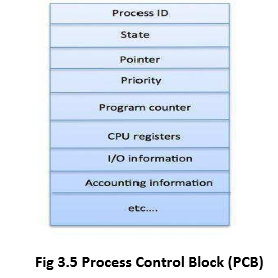 Process ID
State
Pointer
Priority
Program counter
CPU registers
I/O information
Accounting information
etc....
Fig 3.5 Process Control Block (PCB)